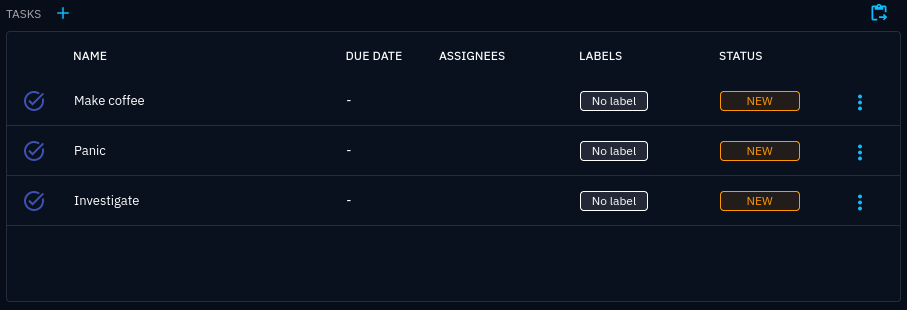 TASKS
NAME DUE DATE ASSIGNEES LABELS STATUS
Make coffee - No label NEW
Panic - No label NEW
Investigate - No label NEW